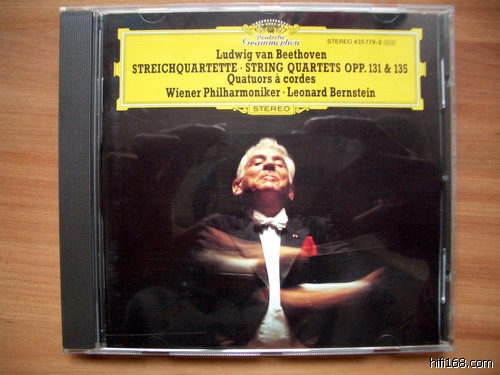 Deutsche
Grammophon
STEREO 435 779-2
Ludwig van Beethoven
STREICHQUARTETTE · STRING QUARTETS OPP. 131 & 135
Quatuors à cordes
Wiener Philharmoniker · Leonard Bernstein
STEREO
hifi168.com